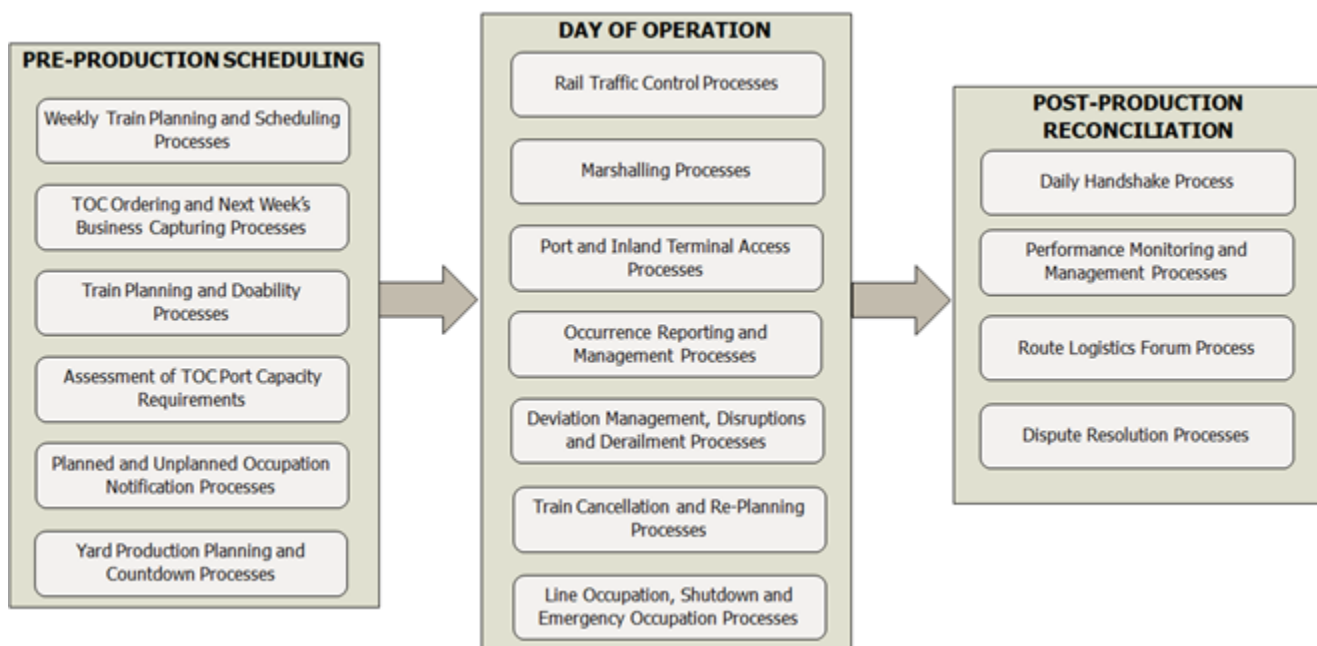 PRE-PRODUCTION SCHEDULING
Weekly Train Planning and Scheduling
Processes
TOC Ordering and Next Week's
Business Capturing Processes
Train Planning and Doability
Processes
Assessment of TOC Port Capacity
Requirements
Planned and Unplanned Occupation
Notification Processes
Yard Production Planning and
Countdown Processes
DAY OF OPERATION
Rail Traffic Control Processes
Marshalling Processes
Port and Inland Terminal Access
Processes
Occurrence Reporting and
Management Processes
Deviation Management, Disruptions
and Derailment Processes
Train Cancellation and Re-Planning
Processes
Line Occupation, Shutdown and
Emergency Occupation Processes
POST-PRODUCTION
RECONCILIATION
Daily Handshake Process
Performance Monitoring and
Management Processes
Route Logistics Forum Process
Dispute Resolution Processes